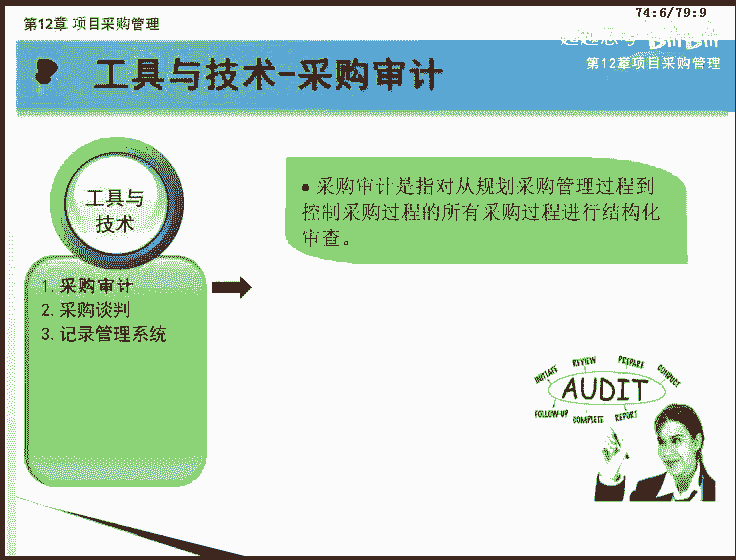 第12章 项目采购管理
74:6/79:9
bilibili
第12章项目采购管理
工具与技术-采购审计
工具与
技术
1. 采购审计
2. 采购谈判
3. 记录管理系统
● 采购审计是指对从规划采购管理过程到
控制采购过程的所有采购过程进行结构化
审查。
INITIATE REVIEW PREPARE CONDUCT
AUDIT
FOLLOW-UP COMPLETE REPORT